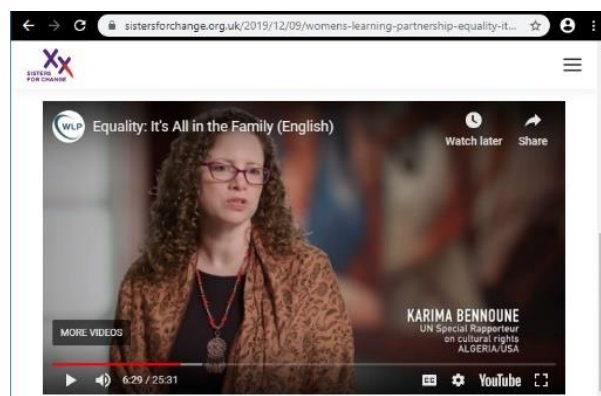 sistersforchange.org.uk/2019/12/09/womens-learning-partnership-equality-it...
XX
SISTERS
FOR CHANGE
WLP
Equality: It's All in the Family (English)
Watch later
Share
KARIMA BENNOUNE
UN Special Rapporteur
on cultural rights
ALGERIA/USA
MORE VIDEOS
6:29 / 25:31
CC
YouTube